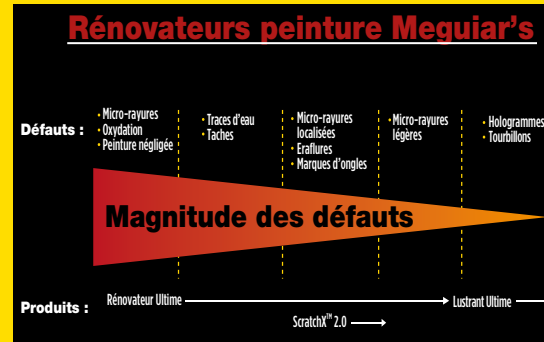 Rénovateurs peinture Meguiar's
Défauts :
• Micro-rayures
• Oxydation
• Peinture négligée
• Traces d'eau
• Taches
• Micro-rayures
localisées
• Eraflures
• Marques d'ongles
• Micro-rayures
légères
• Hologrammes
• Tourbillons
Magnitude des défauts
Produits :
Rénovateur Ultime
Lustrant Ultime
ScratchX™ 2.0